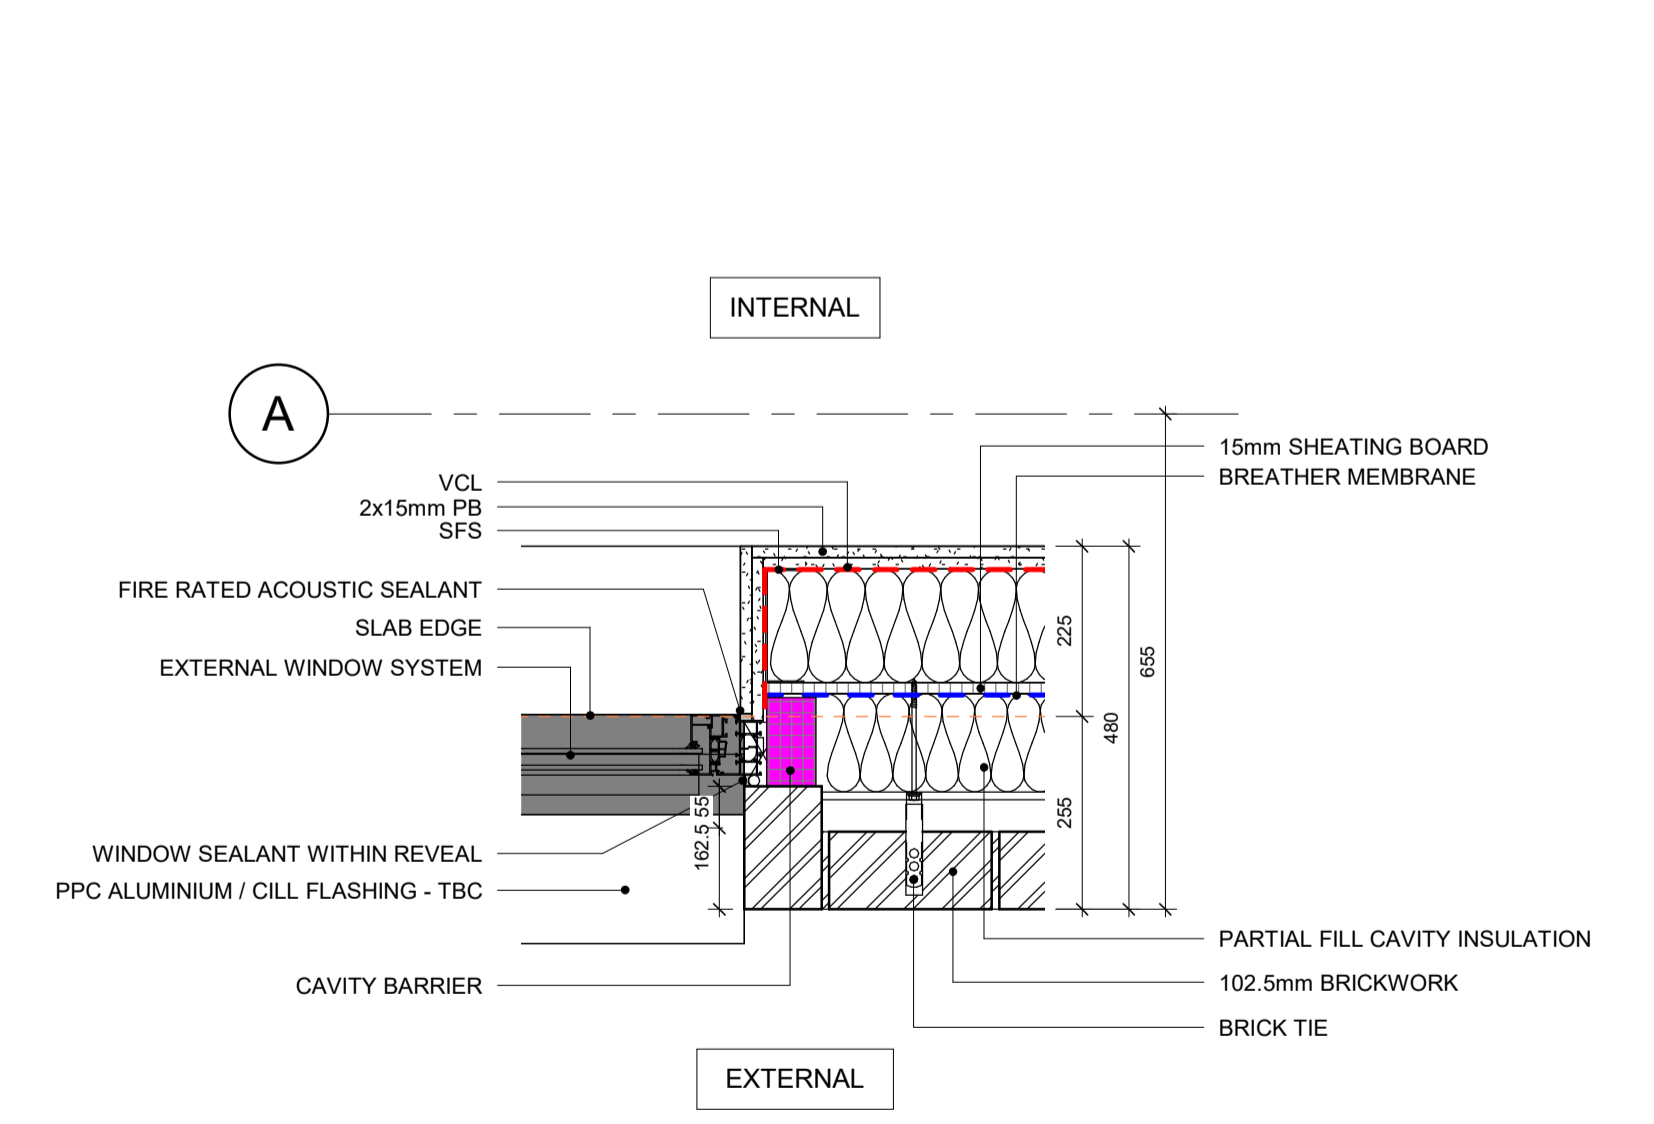 INTERNAL
A
15mm SHEATING BOARD
BREATHER MEMBRANE
VCL
2x15mm PB
SFS
FIRE RATED ACOUSTIC SEALANT
SLAB EDGE
EXTERNAL WINDOW SYSTEM
225
655
480
255
55
162.5
WINDOW SEALANT WITHIN REVEAL
PPC ALUMINIUM / CILL FLASHING - TBC
PARTIAL FILL CAVITY INSULATION
102.5mm BRICKWORK
CAVITY BARRIER
BRICK TIE
EXTERNAL